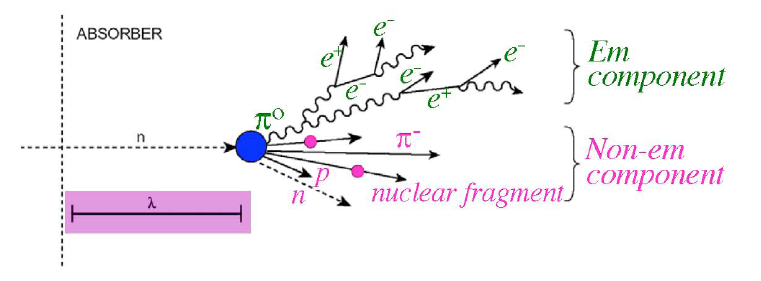 ABSORBER
e⁻
e⁻
e⁺
e⁻
e⁻
e⁺
Em
component
π⁰
n
π⁻
Non-em
component
p
n
nuclear fragment
λ